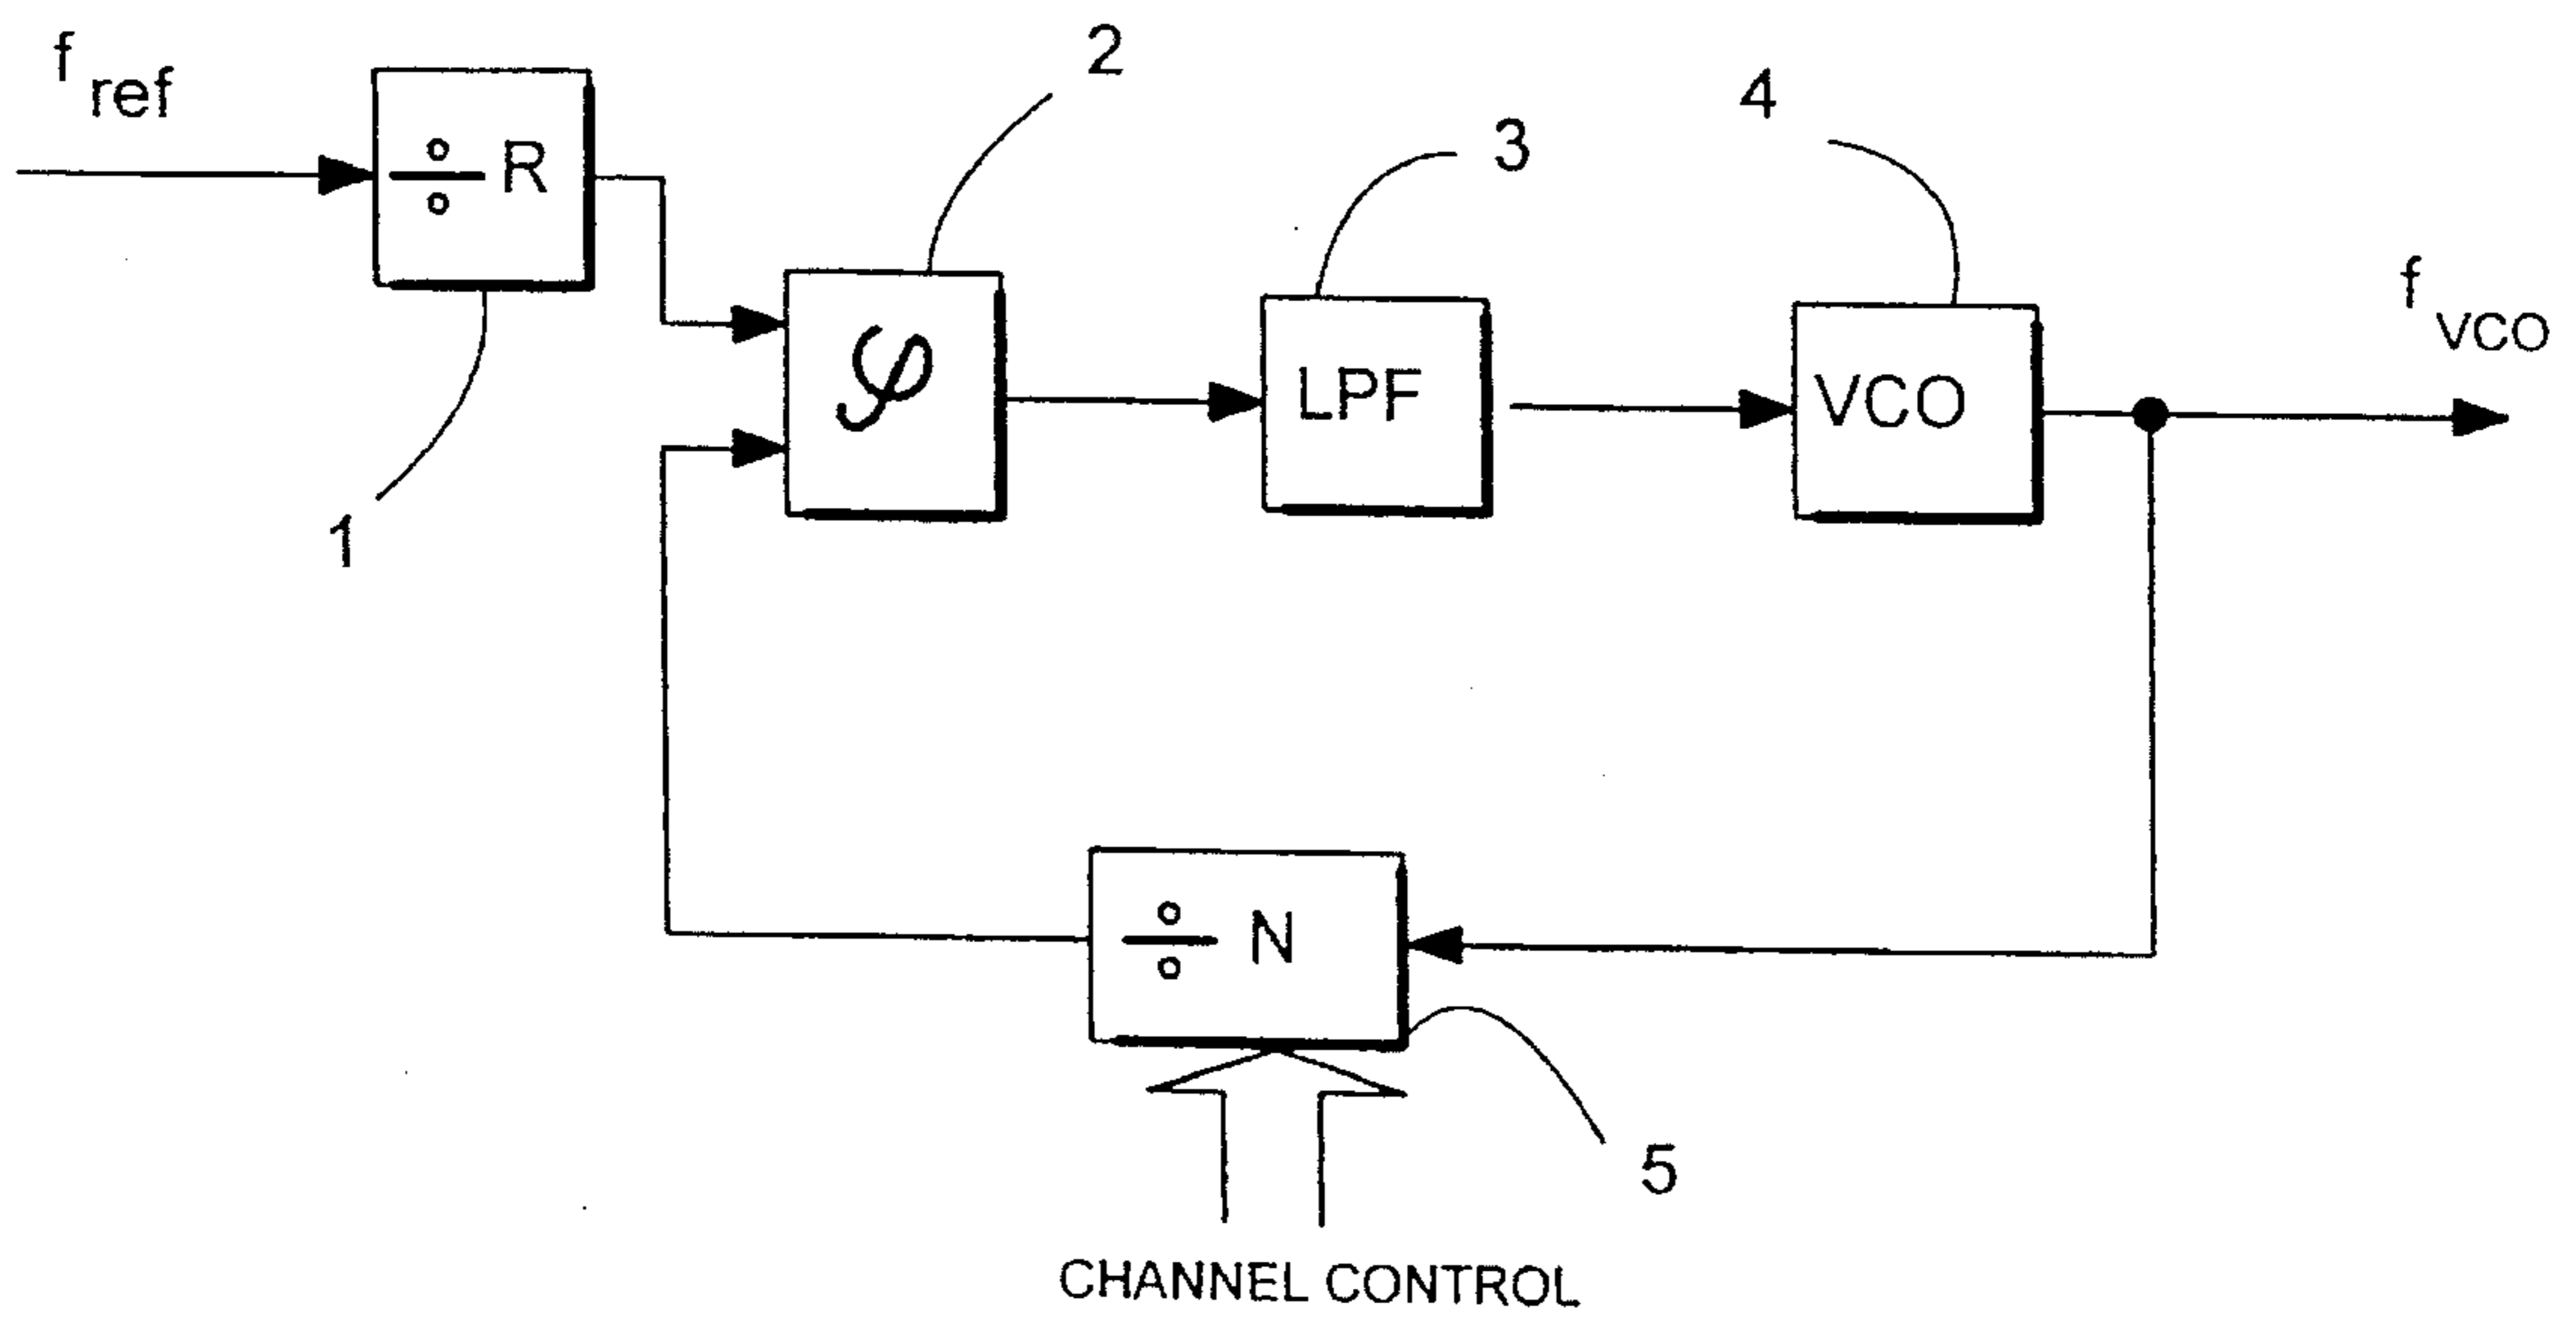 f ref
2
3
4
÷ R
f VCO
φ
LPF
VCO
1
÷ N
5
CHANNEL CONTROL